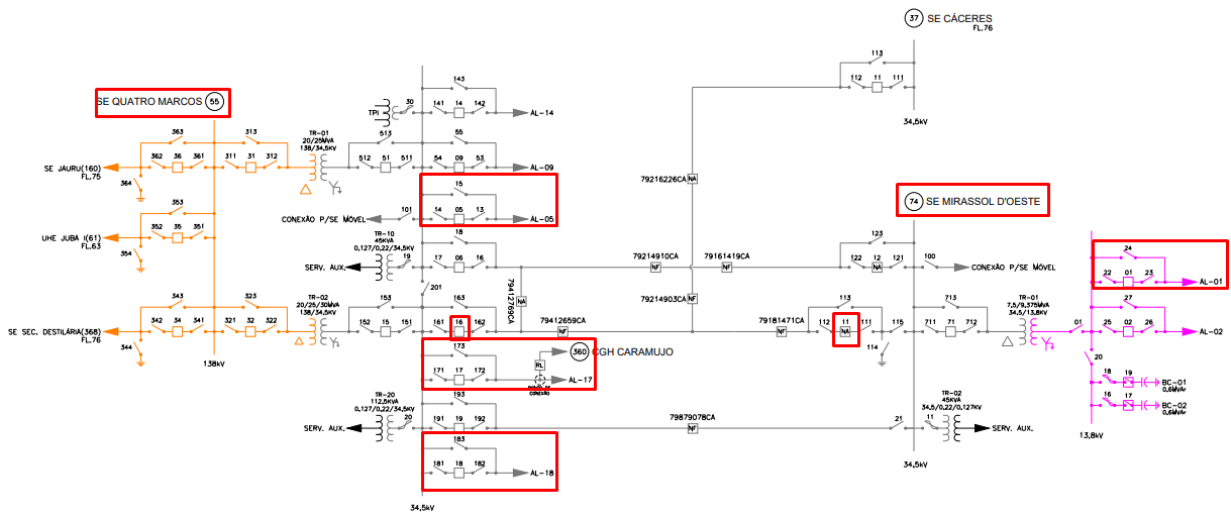 37 SE CÁCERES
FL.76
113
112 11 111
34,5kV
SE QUATRO MARCOS 55
143
30
TPI
141 14 142
AL-14
363 313
TR-01
20/25MVA
138/34,5KV
513
55
362 36 361 311 31 312
512 51 511 54 09 53
AL-09
SE JAURU(160)
FL.75
364
79216226CA NA
15
CONEXÃO P/SE MÓVEL
101
14 05 13
AL-05
74 SE MIRASSOL D'OESTE
353
352 35 351
UHE JUBA I(61)
FL.63
354
TR-10
45KVA
0,127/0,22/34,5kV
18
SERV. AUX.
19
17 06 16
79214910CA
NF
79161419CA
NF
123
122 NA 12 121
100
CONEXÃO P/SE MÓVEL
24
22 01 23
AL-01
201
79412769CA
NA
79214903CA NF
343 323
TR-02
20/25/30MVA
138/34,5KV
153 163
342 34 341 321 32 322
152 15 151 161 16 162
SE SEC. DESTILÁRIA(368)
FL.76
344
138kV
79412659CA
NF
79181471CA
NF
113
112 11 NA 111
115
114
713
711 71 712
TR-01
7,5/9,375MVA
34,5/13,8KV
01
27
25 02 26
AL-02
173
360 CGH CARAMUJO
RL
171 17 172
PONTO DE
CONEXÃO
AL-17
20
18 19
BC-01
0,6MVAr
16 17
BC-02
0,6MVAr
13,8kV
TR-20
112,5KVA
0,127/0,22/34,5kV
193
SERV. AUX.
20
191 19 192
79879078CA
NF
21
11
TR-02
45KVA
34,5/0,22/0,127KV
SERV. AUX.
34,5kV
183
181 18 182
AL-18
34,5kV